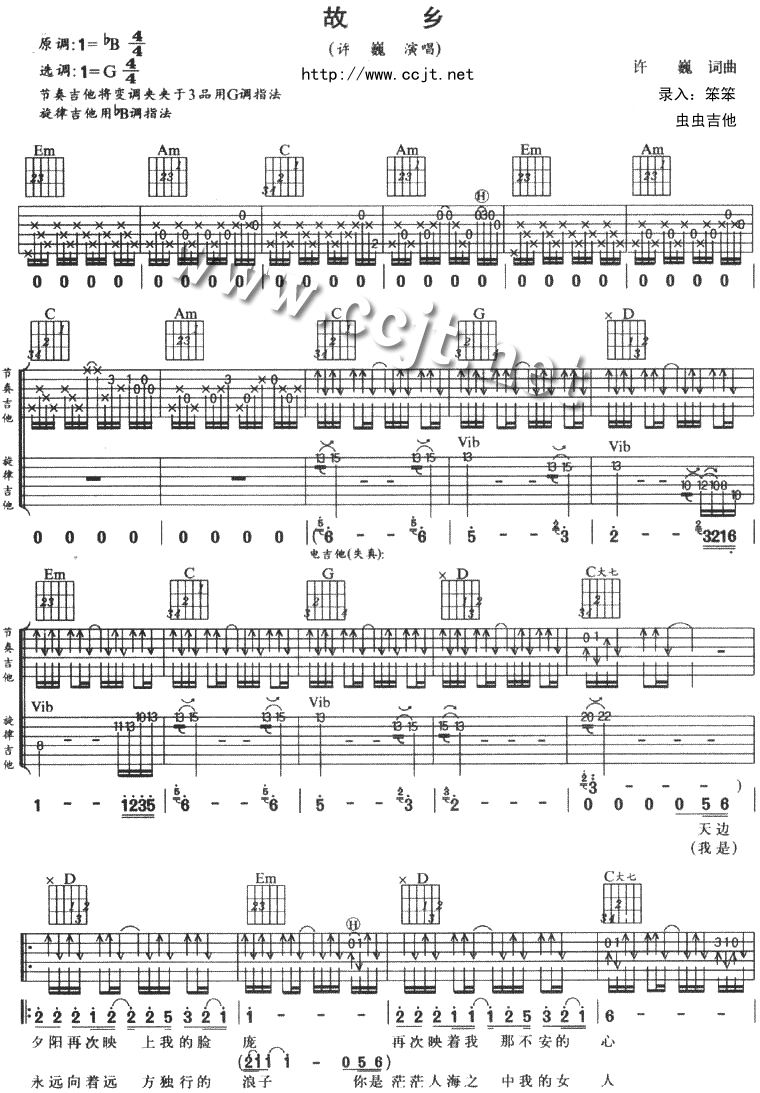 故 乡
(许 巍 演唱)
http://www.ccjt.net
原调:1=♭B 4/4
选调:1=G 4/4
节奏吉他将变调夹夹于3品用G调指法
旋律吉他用♭B调指法
许 巍 词曲
录入:笨笨
虫虫吉他
Em Am C Am Em Am
H
0 0 0 0 0 0 0 0 0 0 0 0 0 0 0 0 0 0 0 0 0 0 0 0
www.ccjt.net
C Am C G D
节奏吉他
Vib Vib
旋律吉他
0 0 0 0 0 0 0 0 (6 - - 6 5 - - 3 2 - - 3216
电吉他(失真):
Em C G D C大七
节奏吉他
Vib Vib
旋律吉他
1 - - 1235 6 - - 6 5 - - 3 2 - - - 3 - - - )
0 0 0 0 0 5 6
天边
(我是)
D Em D C大七
H
2 2 2 1 2 2 2 5 3 2 1 1 - - - 2 2 2 1 1 1 2 5 3 2 1 6 - - -
夕阳再次映 上我的脸 庞 再次映着我 那不安的 心
(211 1 - 0 5 6)
永远向着远 方独行的 浪子 你是茫茫人海之 中我的女 人